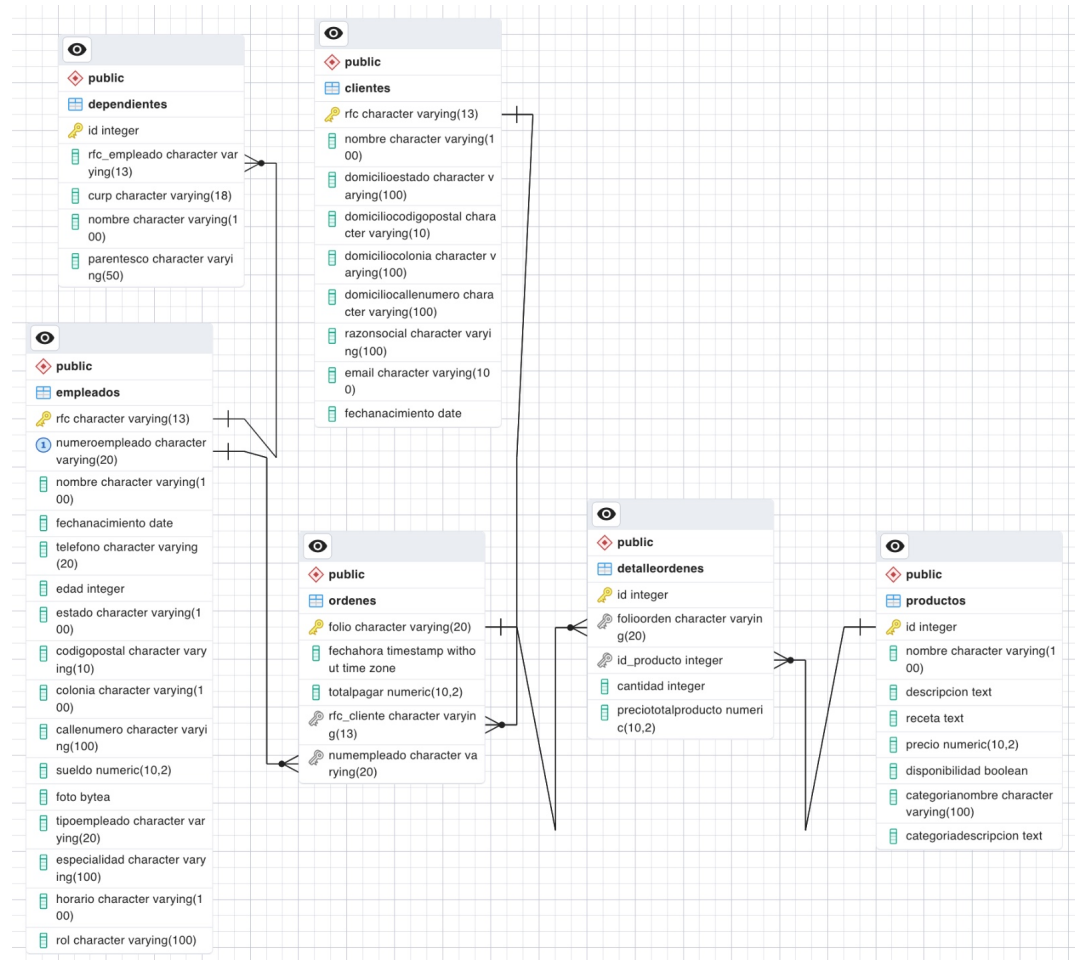 public
dependientes
id integer
rfc_empleado character var
ying(13)
curp character varying(18)
nombre character varying(1
00)
parentesco character varyi
ng(50)
public
clientes
rfc character varying(13)
nombre character varying(1
00)
domicilioestado character v
arying(100)
domiciliocodigopostal chara
cter varying(10)
domiciliocolonia character v
arying(100)
domiciliocallenumero chara
cter varying(100)
razonsocial character varyi
ng(100)
email character varying(10
0)
fechanacimiento date
public
empleados
rfc character varying(13)
1
numeroempleado character
varying(20)
nombre character varying(1
00)
fechanacimiento date
telefono character varying
(20)
edad integer
estado character varying(1
00)
codigopostal character vary
ing(10)
colonia character varying(1
00)
callenumero character varyi
ng(100)
sueldo numeric(10,2)
foto bytea
tipoempleado character var
ying(20)
especialidad character vary
ing(100)
horario character varying(1
00)
rol character varying(100)
public
ordenes
folio character varying(20)
fechahora timestamp witho
ut time zone
totalpagar numeric(10,2)
rfc_cliente character varyin
g(13)
numempleado character va
rying(20)
public
detalleordenes
id integer
folioorden character varyin
g(20)
id_producto integer
cantidad integer
preciototalproducto numeri
c(10,2)
public
productos
id integer
nombre character varying(1
00)
descripcion text
receta text
precio numeric(10,2)
disponibilidad boolean
categorianombre character
varying(100)
categoriadescripcion text